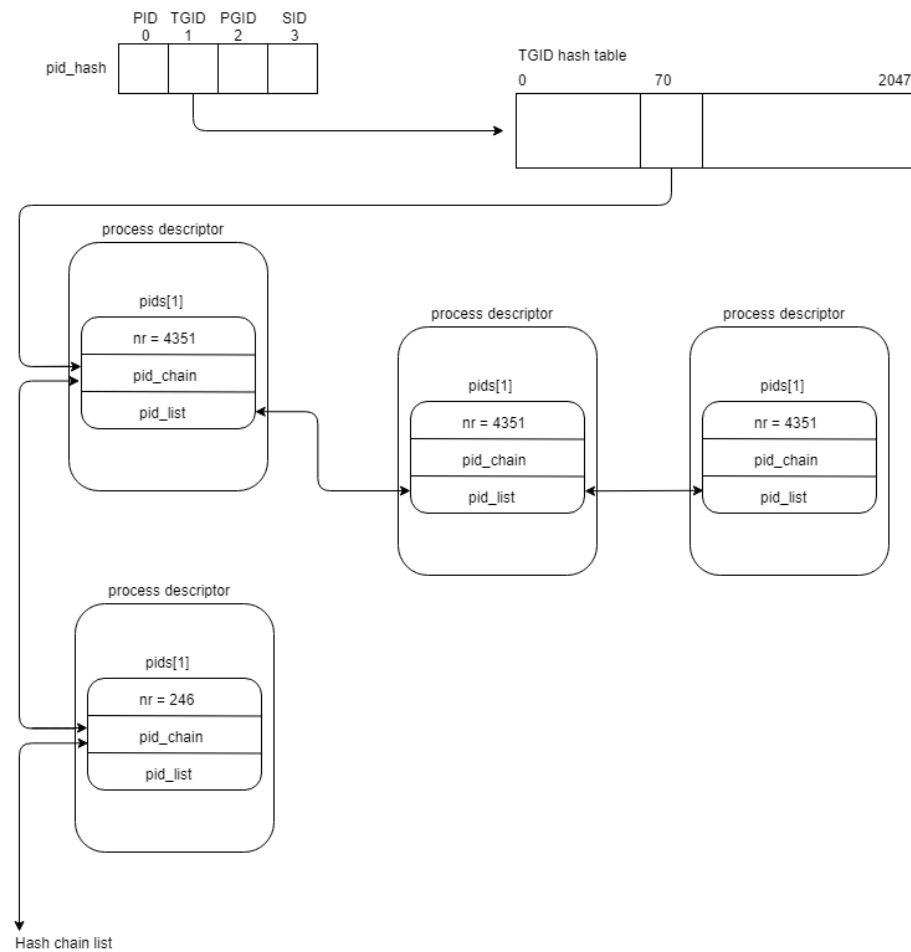 PID TGID PGID SID
0 1 2 3
pid_hash
TGID hash table
0 70 2047
process descriptor
pids[1]
nr = 4351
pid_chain
pid_list
process descriptor
pids[1]
nr = 4351
pid_chain
pid_list
process descriptor
pids[1]
nr = 4351
pid_chain
pid_list
process descriptor
pids[1]
nr = 246
pid_chain
pid_list
Hash chain list